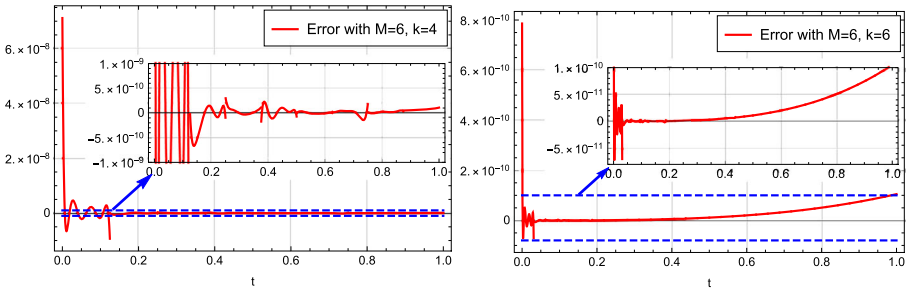 Error with M=6, k=4
6.×10⁻⁸
4.×10⁻⁸
2.×10⁻⁸
0
0.0 0.2 0.4 0.6 0.8 1.0
t
1.×10⁻⁹
5.×10⁻¹⁰
0
-5.×10⁻¹⁰
-1.×10⁻⁹
0.0 0.2 0.4 0.6 0.8 1.0
Error with M=6, k=6
8.×10⁻¹⁰
6.×10⁻¹⁰
4.×10⁻¹⁰
2.×10⁻¹⁰
0
0.0 0.2 0.4 0.6 0.8 1.0
t
1.×10⁻¹⁰
5.×10⁻¹¹
0
-5.×10⁻¹¹
0.0 0.2 0.4 0.6 0.8 1.0